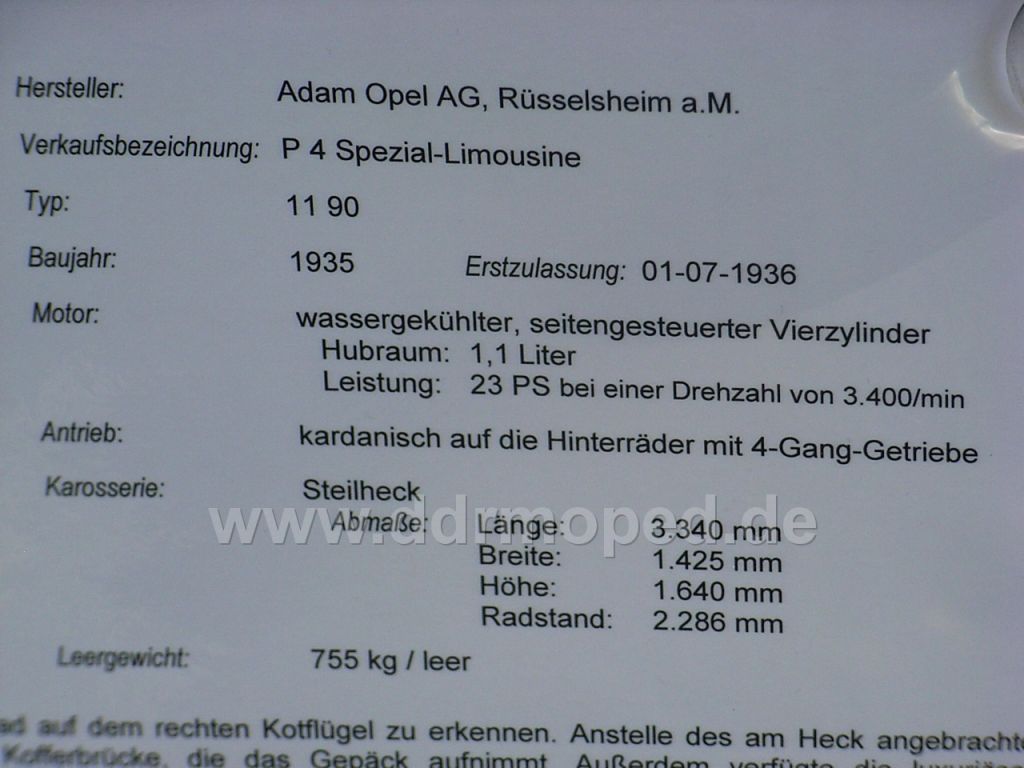 Hersteller: Adam Opel AG, Rüsselsheim a.M.
Verkaufsbezeichnung: P 4 Spezial-Limousine
Typ: 11 90
Baujahr: 1935 Erstzulassung: 01-07-1936
Motor: wassergekühlter, seitengesteuerter Vierzylinder
Hubraum: 1,1 Liter
Leistung: 23 PS bei einer Drehzahl von 3.400/min
Antrieb: kardanisch auf die Hinterräder mit 4-Gang-Getriebe
Karosserie: Steilheck
www.ddrmoped.de
Abmaße: Länge: 3.340 mm
Breite: 1.425 mm
Höhe: 1.640 mm
Radstand: 2.286 mm
Leergewicht: 755 kg / leer
auf dem rechten Kotflügel zu erkennen. Anstelle des am Heck
Kofferbrücke, die das Gepäck aufnimmt. Außerdem verfügte die